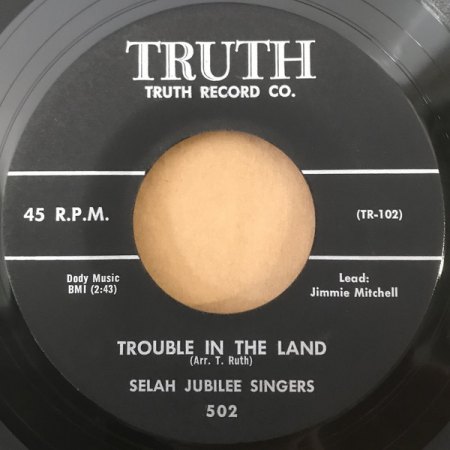 TRUTH
TRUTH RECORD CO.
45 R.P.M.
(TR-102)
Dody Music
BMI (2:43)
Lead:
Jimmie Mitchell
TROUBLE IN THE LAND
(Arr. T. Ruth)
SELAH JUBILEE SINGERS
502